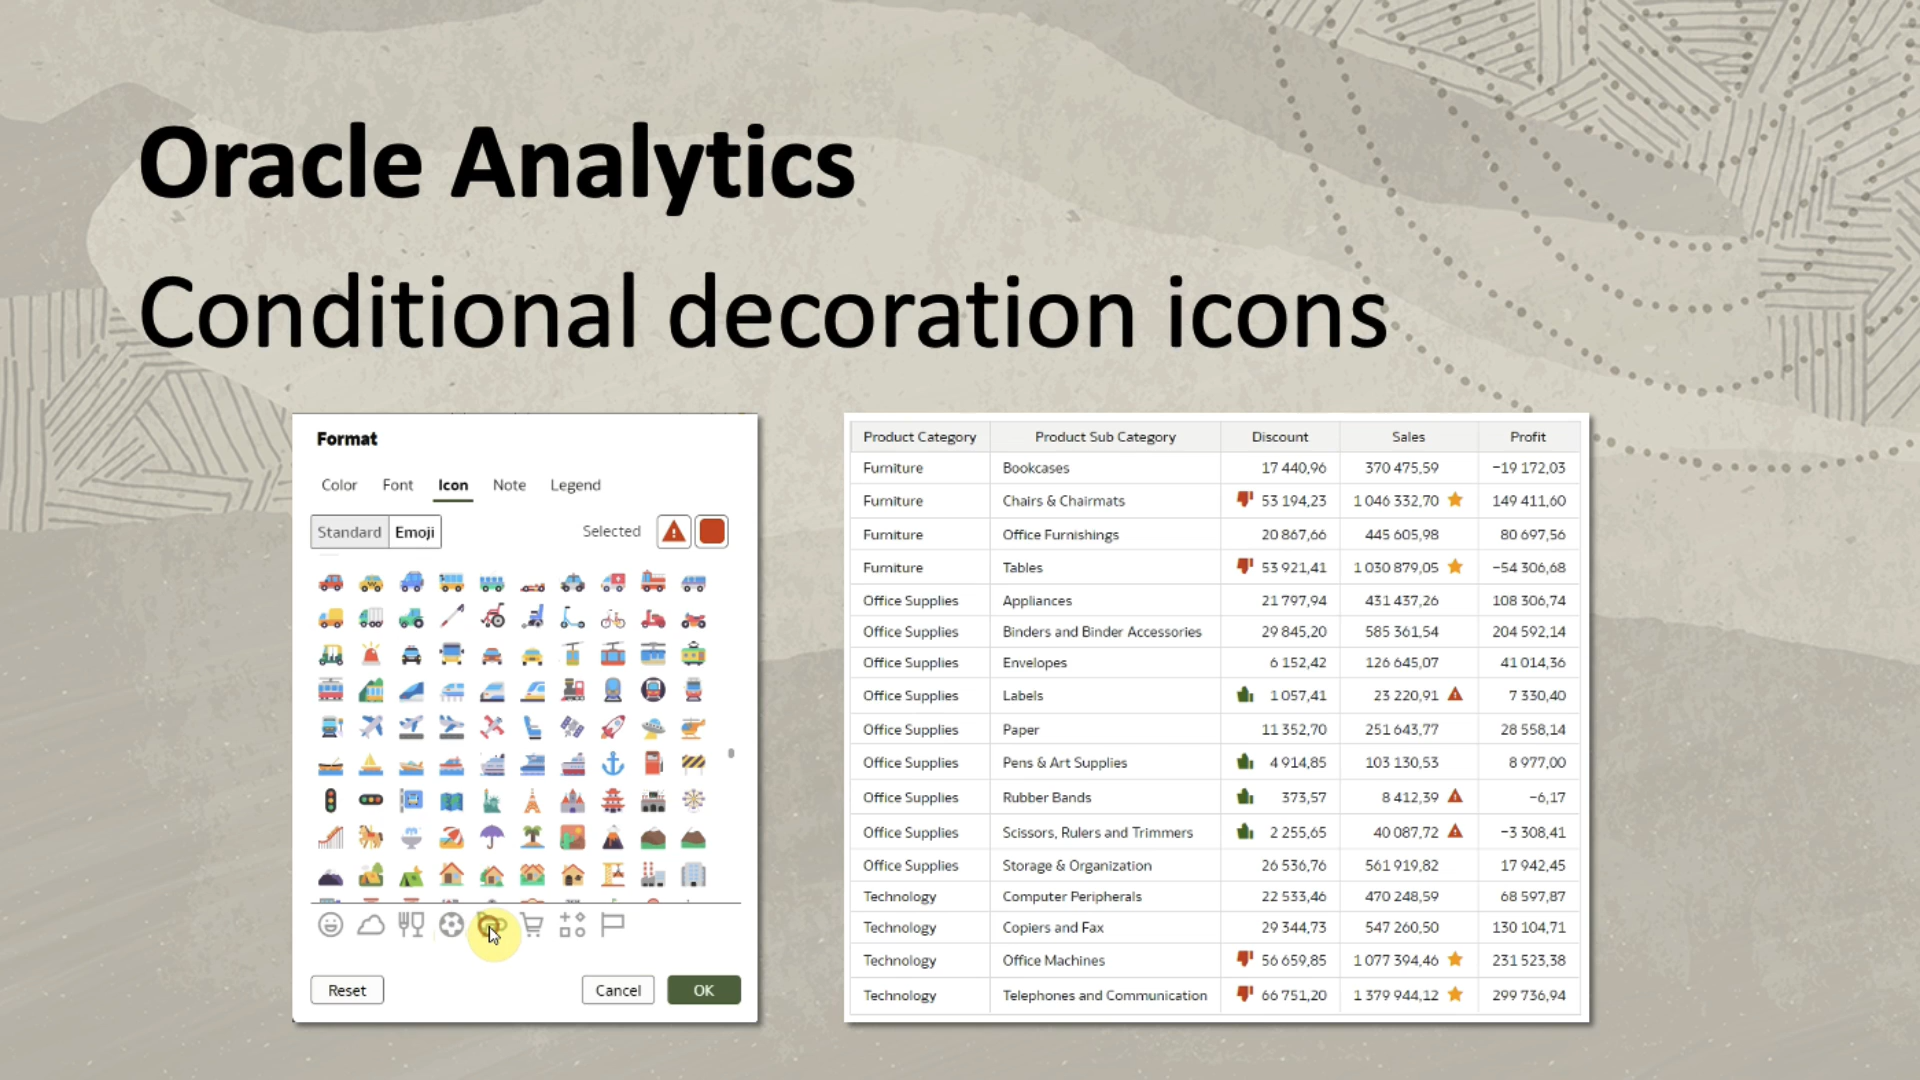 Oracle Analytics
Conditional decoration icons
Format
Color Font Icon Note Legend
Standard Emoji Selected
Reset Cancel OK
Product Category Product Sub Category Discount Sales Profit
Furniture Bookcases 17 440,96 370 475,59 −19 172,03
Furniture Chairs & Chairmats 53 194,23 1 046 332,70 149 411,60
Furniture Office Furnishings 20 867,66 445 605,98 80 697,56
Furniture Tables 53 921,41 1 030 879,05 −54 306,68
Office Supplies Appliances 21 797,94 431 437,26 108 306,74
Office Supplies Binders and Binder Accessories 29 845,20 585 361,54 204 592,14
Office Supplies Envelopes 6 152,42 126 645,07 41 014,36
Office Supplies Labels 1 057,41 23 220,91 7 330,40
Office Supplies Paper 11 352,70 251 643,77 28 558,14
Office Supplies Pens & Art Supplies 4 914,85 103 130,53 8 977,00
Office Supplies Rubber Bands 373,57 8 412,39 −6,17
Office Supplies Scissors, Rulers and Trimmers 2 255,65 40 087,72 −3 308,41
Office Supplies Storage & Organization 26 536,76 561 919,82 17 942,45
Technology Computer Peripherals 22 533,46 470 248,59 68 597,87
Technology Copiers and Fax 29 344,73 547 260,50 130 104,71
Technology Office Machines 56 659,85 1 077 394,46 231 523,38
Technology Telephones and Communication 66 751,20 1 379 944,12 299 736,94